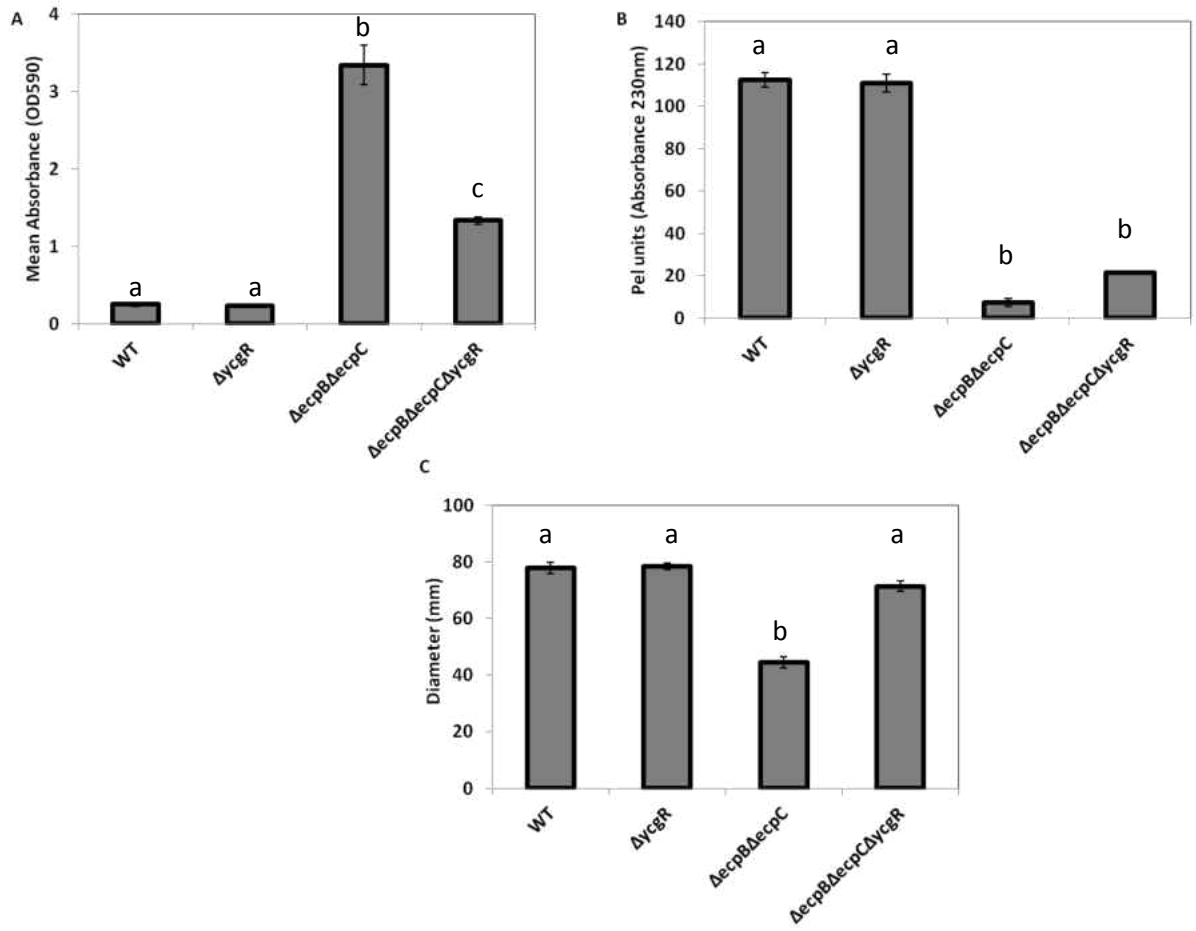 A
Mean Absorbance (OD590)
4
3
2
1
0
a
a
b
c
WT
ΔycgR
ΔecpBΔecpC
ΔecpBΔecpCΔycgR
B
Pel units (Absorbance 230nm)
140
120
100
80
60
40
20
0
a
a
b
b
WT
ΔycgR
ΔecpBΔecpC
ΔecpBΔecpCΔycgR
C
Diameter (mm)
100
80
60
40
20
0
a
a
b
a
WT
ΔycgR
ΔecpBΔecpC
ΔecpBΔecpCΔycgR